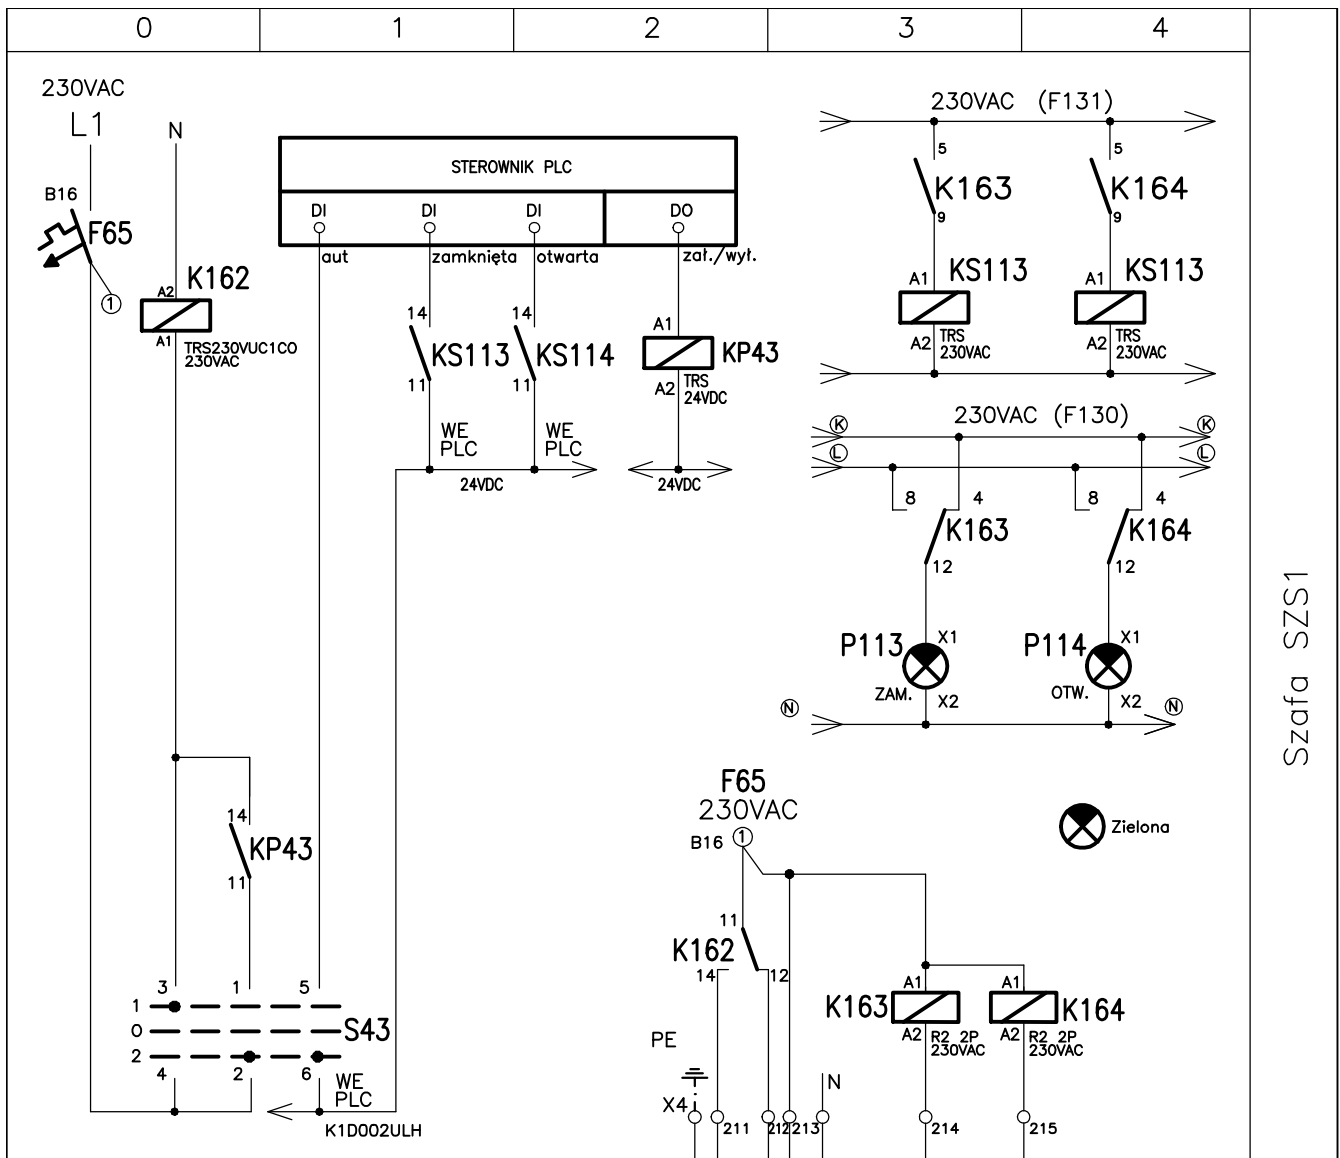 0 1 2 3 4
230VAC
L1
N
B16
F65
1
K162
A2
A1
TRS230VUC1CO
230VAC
STEROWNIK PLC
DI DI DI DO
aut zamknięta otwarta zał./wył.
14 14 A1
KS113 KS114 KP43
11 11 A2 TRS
24VDC
WE
PLC
WE
PLC
24VDC 24VDC
230VAC (F131)
5 5
K163 K164
9 9
KS113 KS113
A1 A1
A2 TRS
230VAC
A2 TRS
230VAC
230VAC (F130)
K K
L L
8 4 8 4
K163 K164
12 12
P113 X1 P114 X1
ZAM. X2 OTW. X2
N N
Zielona
Szafa SZS1
14
KP43
11
3 1 5
1
0 S43
2
4 2 6
WE
PLC
K1D002ULH
F65
230VAC
B16 1
11
K162
14 12
A1 A1
K163 K164
A2 R2 2P
230VAC
A2 R2 2P
230VAC
PE
N
X4
211 212 213 214 215